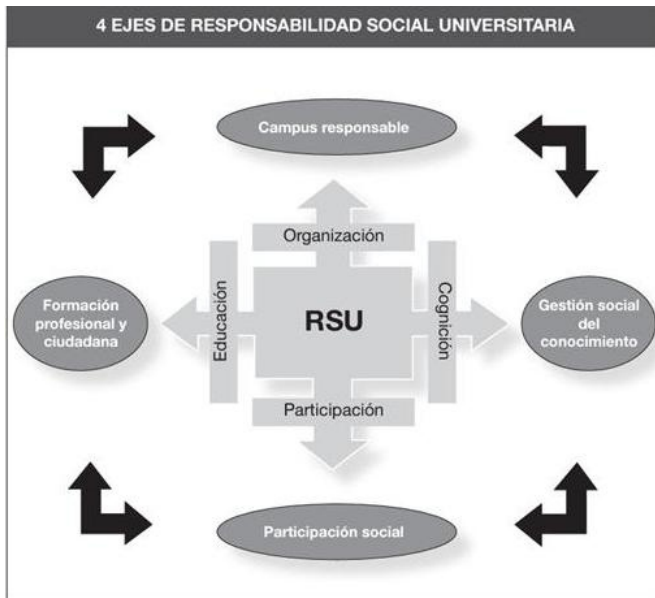 4 EJES DE RESPONSABILIDAD SOCIAL UNIVERSITARIA
Campus responsable
Organización
Formación
profesional y
ciudadana
Educación
RSU
Cognición
Gestión social
del
conocimiento
Participación
Participación social